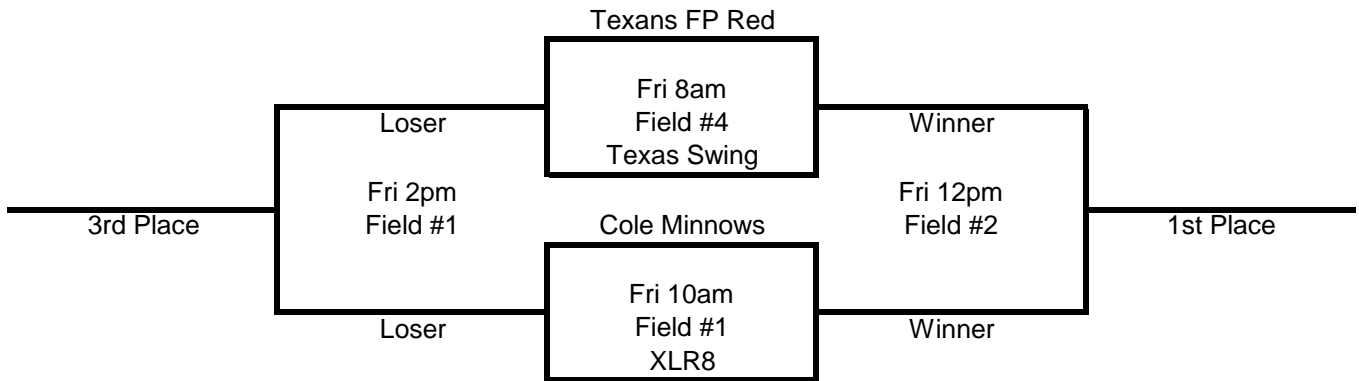 Texans FP Red
Fri 8am
Loser Field #4 Winner
Texas Swing
Fri 2pm Fri 12pm
3rd Place Field #1 Cole Minnows Field #2 1st Place
Fri 10am
Loser Field #1 Winner
XLR8